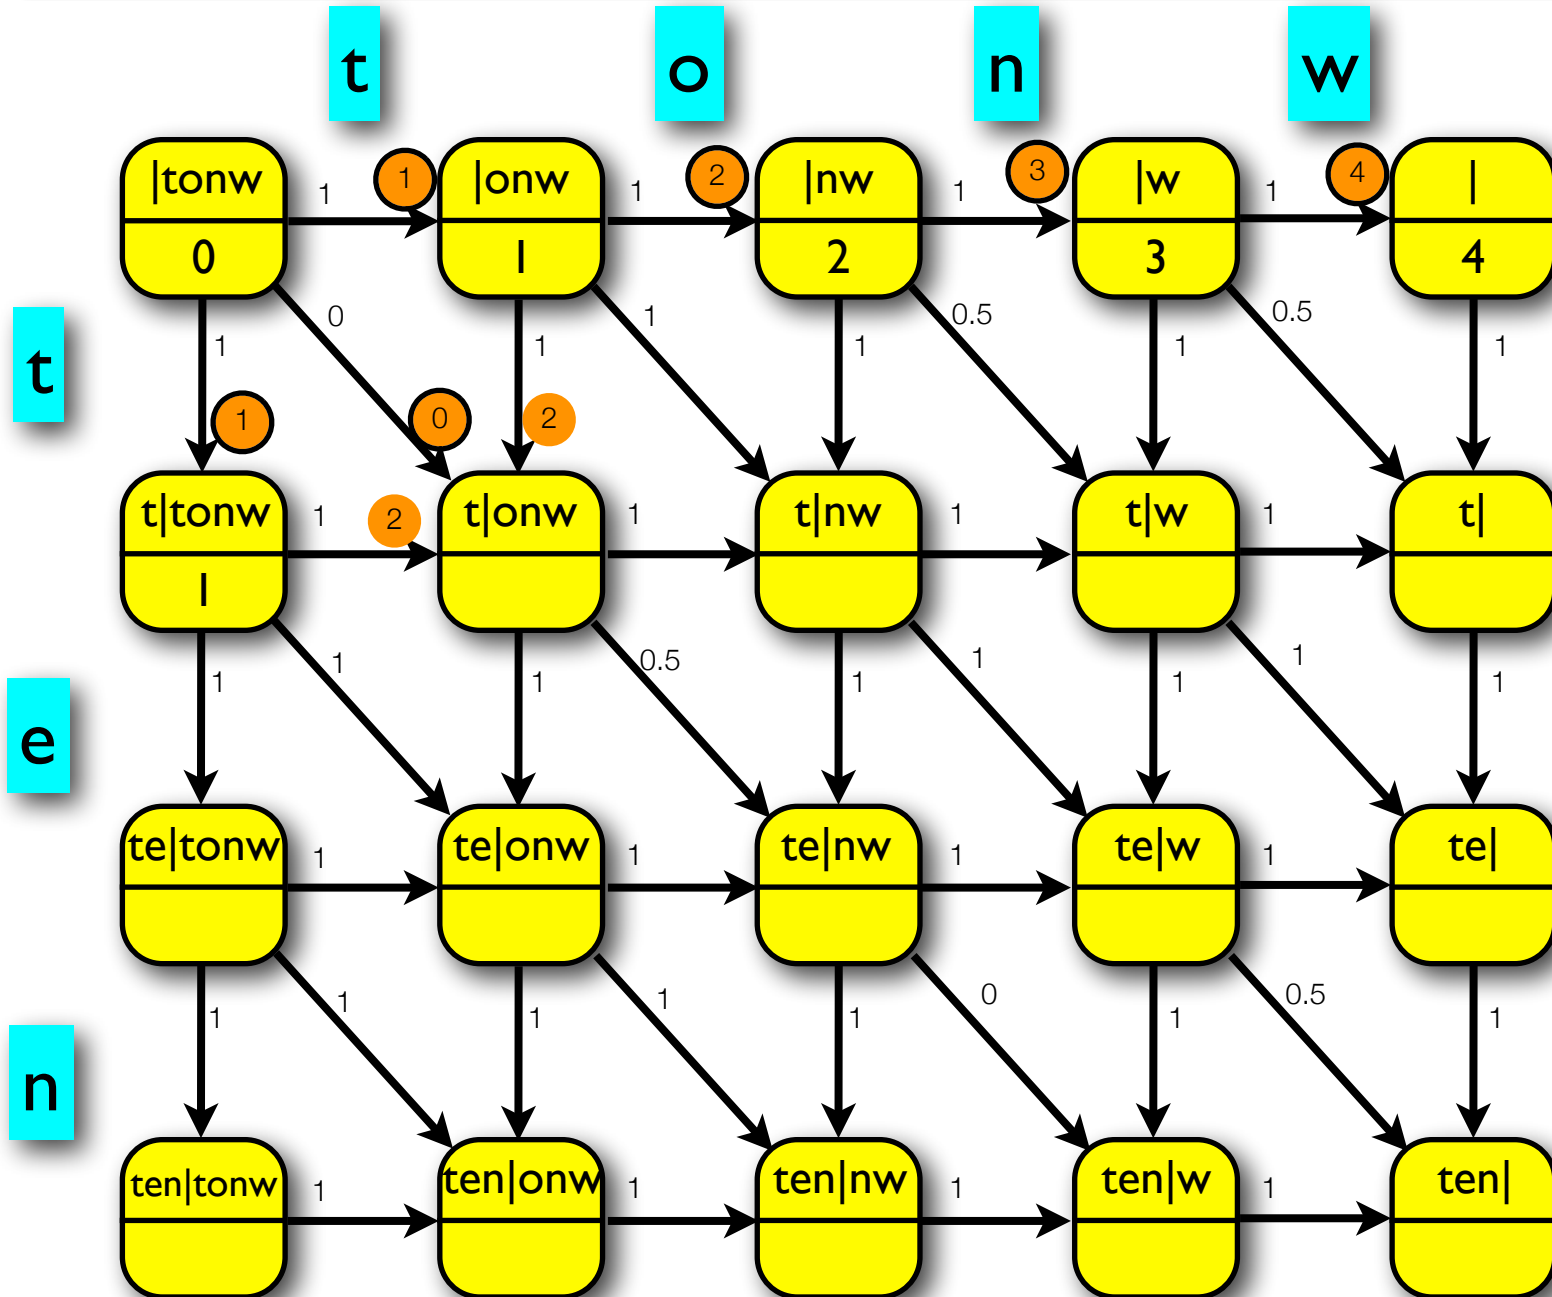 t o n w
|tonw 1 1 |onw 1 2 |nw 1 3 |w 1 4 |
0 1 2 3 4
0 1 0.5 0.5
t 1 1 1 1 1
1 0 2
t|tonw 1 2 t|onw 1 t|nw 1 t|w 1 t|
1
1 0.5 1 1
e 1 1 1 1 1
te|tonw 1 te|onw 1 te|nw 1 te|w 1 te|
1 1 0 0.5
n 1 1 1 1 1
ten|tonw 1 ten|onw 1 ten|nw 1 ten|w 1 ten|